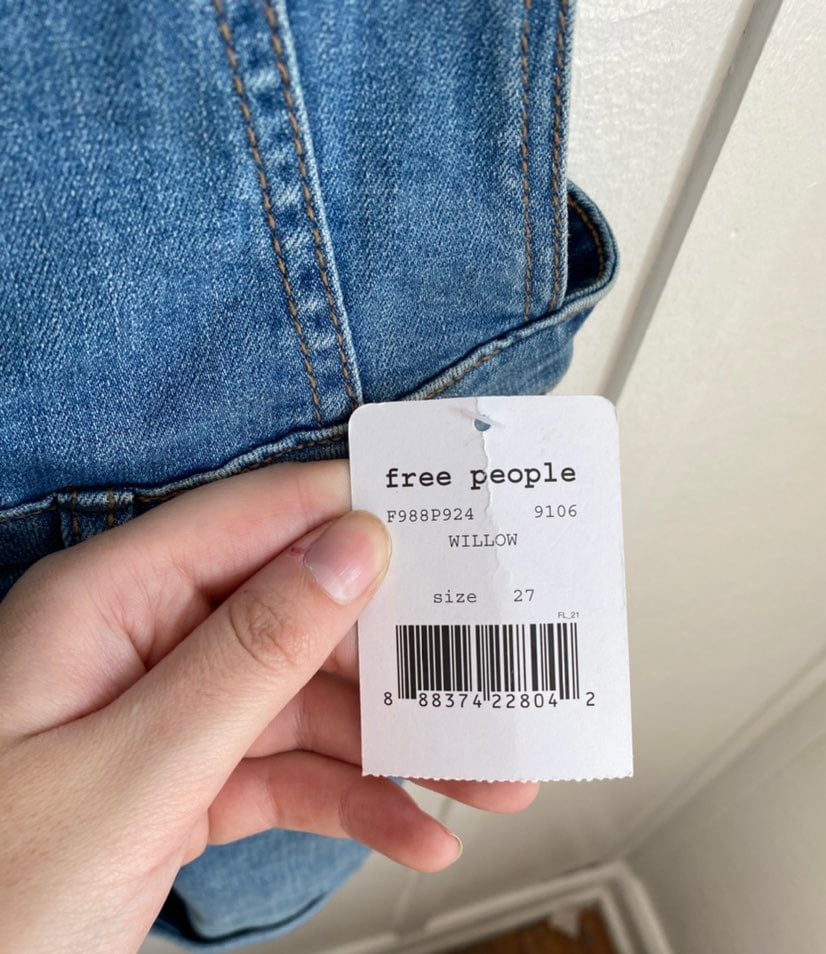 free people
F988P924 9106
WILLOW
size 27
FL_21
8 88374 22804 2